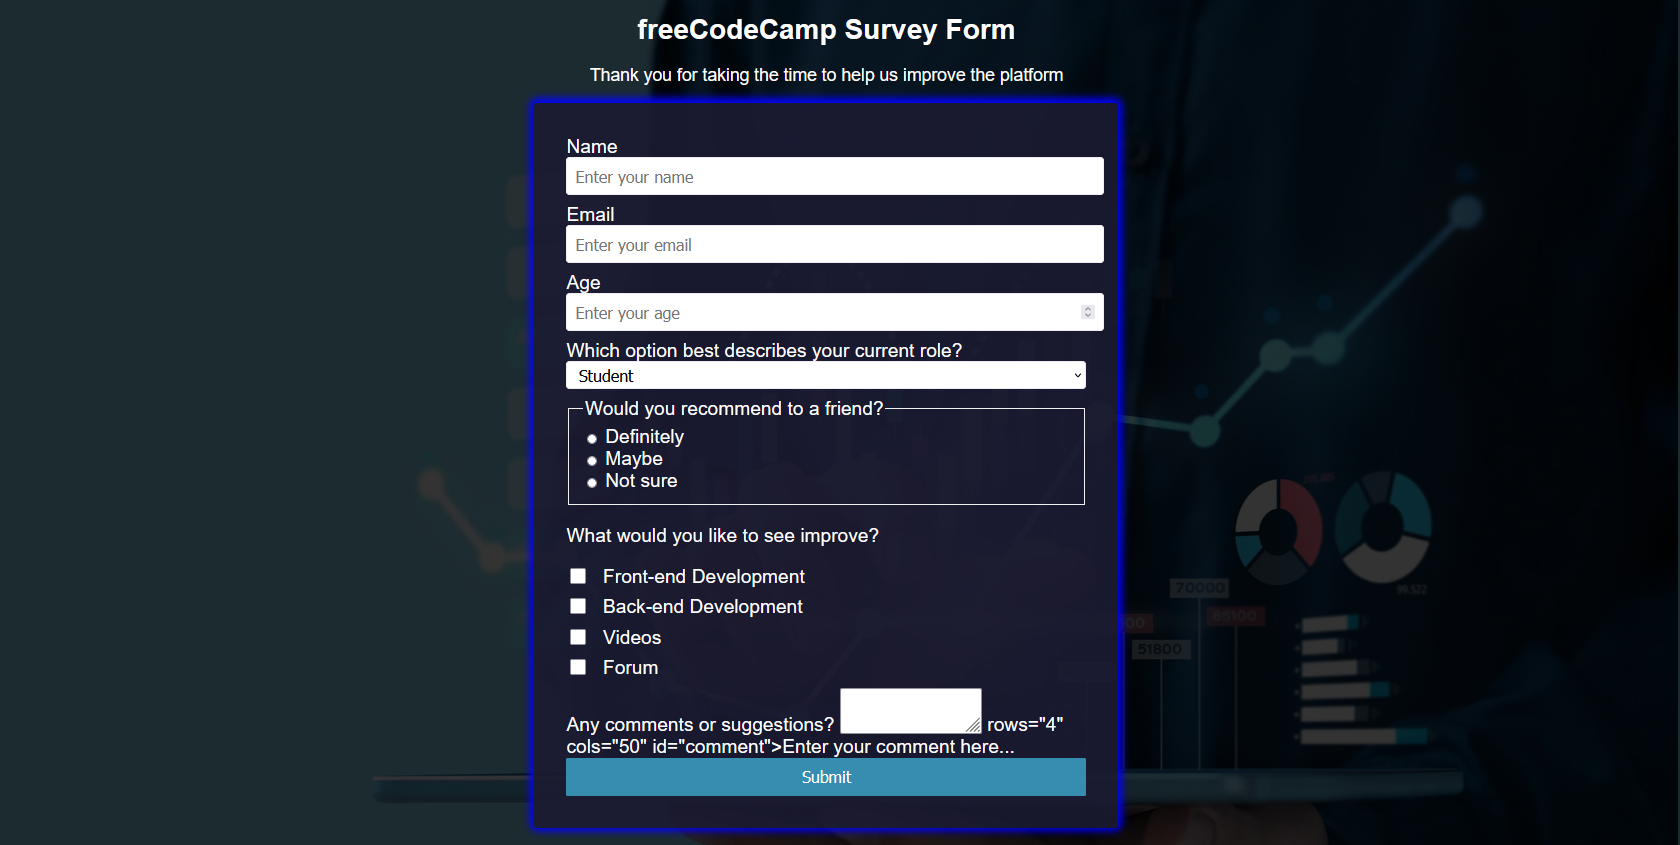 freeCodeCamp Survey Form
Thank you for taking the time to help us improve the platform
Name
Enter your name
Email
Enter your email
Age
Enter your age
Which option best describes your current role?
Student
Would you recommend to a friend?
Definitely
Maybe
Not sure
What would you like to see improve?
Front-end Development
Back-end Development
Videos
Forum
Any comments or suggestions? rows="4"
cols="50" id="comment">Enter your comment here...
Submit
99.522
70000
85100
51800